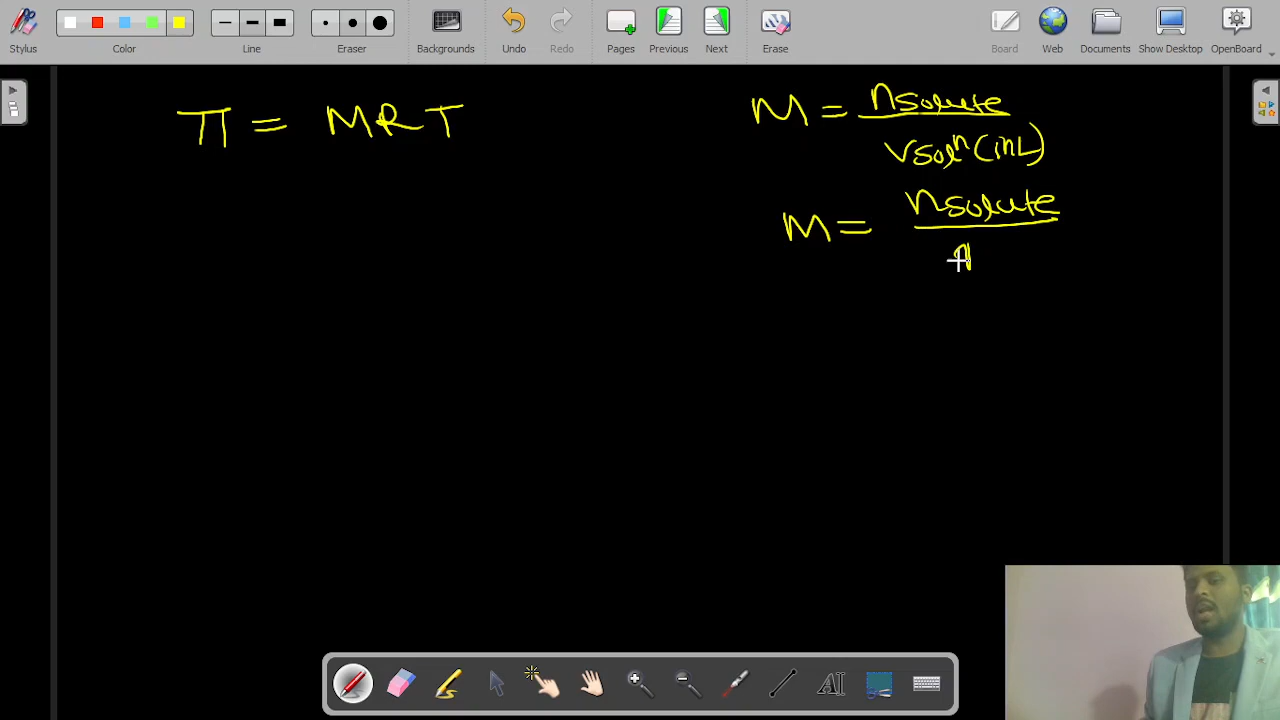 Stylus Color Line Eraser Backgrounds Undo Redo Pages Previous Next Erase Board Web Documents Show Desktop OpenBoard
π = MRT
M = nsolute
Vsolⁿ (in L)
M = nsolute